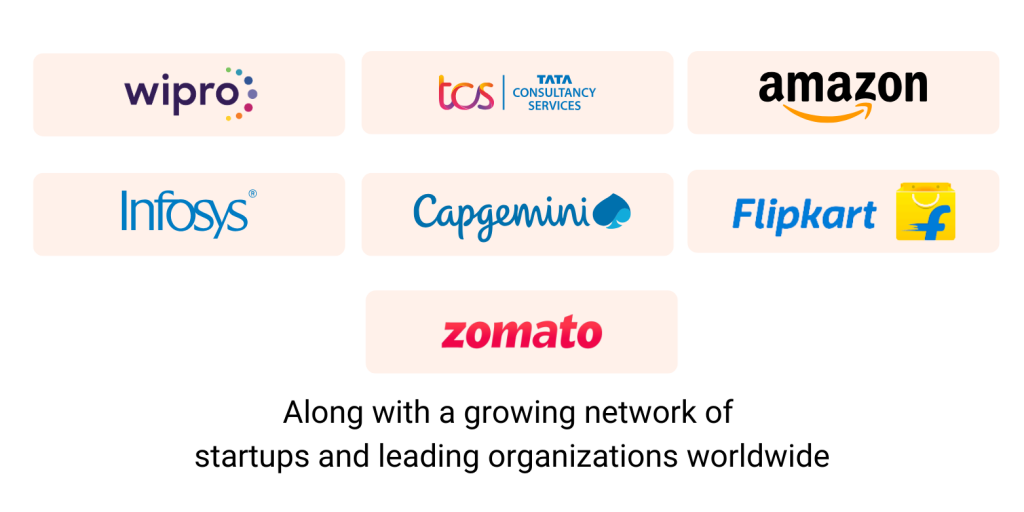 wipro
tcs TATA
CONSULTANCY
SERVICES
amazon
Infosys®
Capgemini
Flipkart f
zomato
Along with a growing network of
startups and leading organizations worldwide